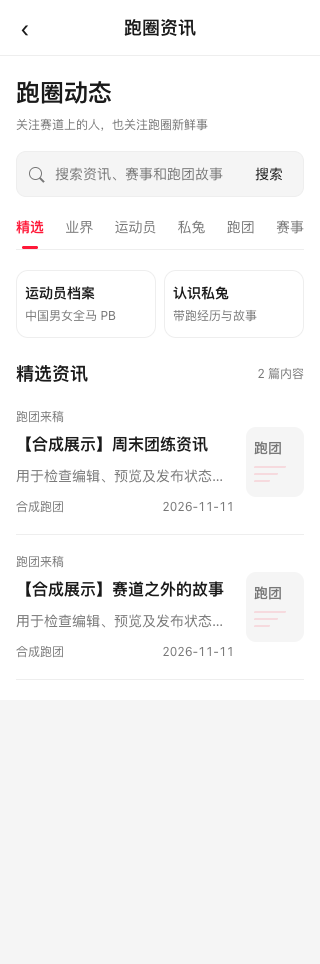 跑圈资讯
跑圈动态
关注赛道上的人，也关注跑圈新鲜事
搜索资讯、赛事和跑团故事 搜索
精选 业界 运动员 私兔 跑团 赛事
运动员档案
中国男女全马 PB
认识私兔
带跑经历与故事
精选资讯 2 篇内容
跑团来稿
【合成展示】周末团练资讯
用于检查编辑、预览及发布状态...
合成跑团 2026-11-11
跑团
跑团来稿
【合成展示】赛道之外的故事
用于检查编辑、预览及发布状态...
合成跑团 2026-11-11
跑团